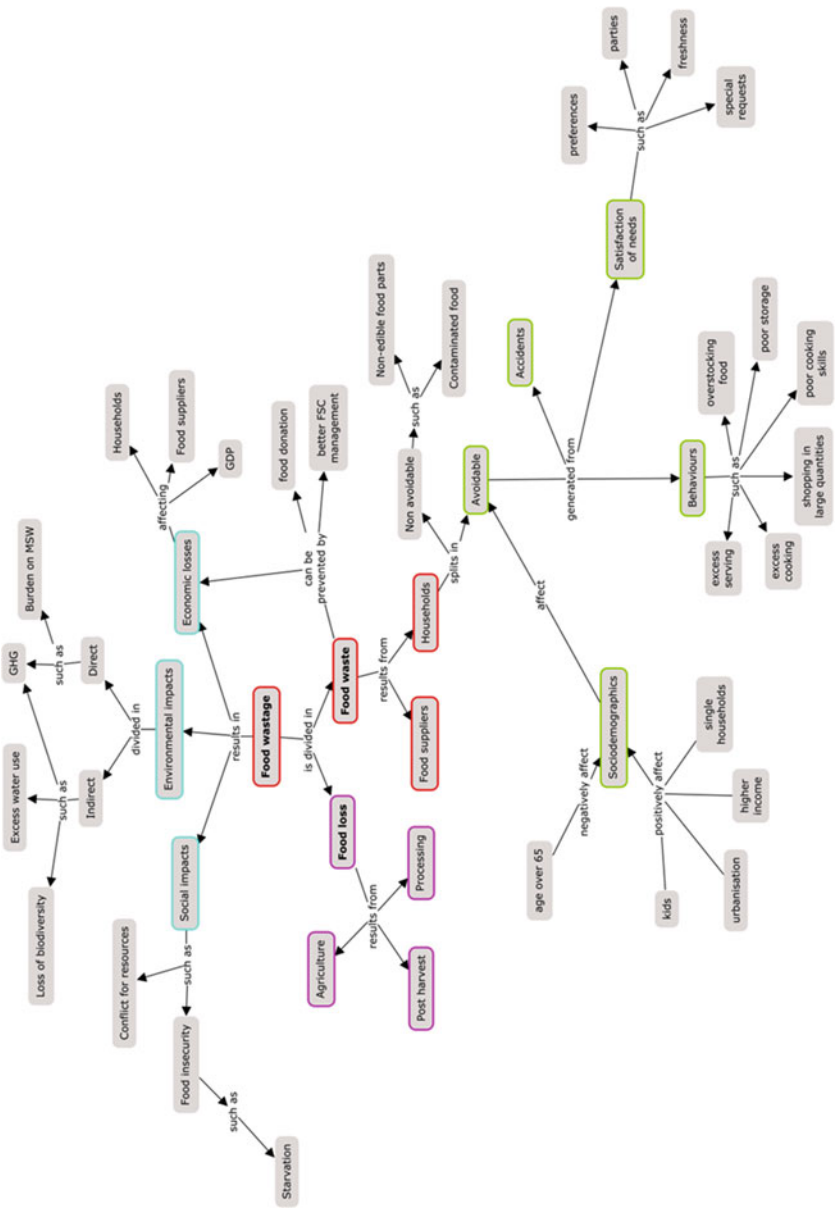 Starvation
such as
Food insecurity
Conflict for resources
such as
Social impacts
Loss of biodiversity
Excess water use
GHG
such as
Indirect
Burden on MSW
such as
Direct
divided in
Environmental impacts
results in
Food wastage
Economic losses
affecting
Households
Food suppliers
GDP
is divided in
Food loss
results from
Agriculture
Post harvest
Processing
Food waste
can be
prevented by
food donation
better FSC
management
results from
Food suppliers
Households
splits in
Non avoidable
such as
Non-edible food parts
Contaminated food
Avoidable
affect
Sociodemographics
negatively affect
age over 65
positively affect
kids
urbanisation
higher
income
single
households
generated from
Accidents
Behaviours
such as
excess
serving
excess
cooking
shopping in
large quantities
poor cooking
skills
poor storage
overstocking
food
Satisfaction
of needs
such as
preferences
parties
freshness
special
requests